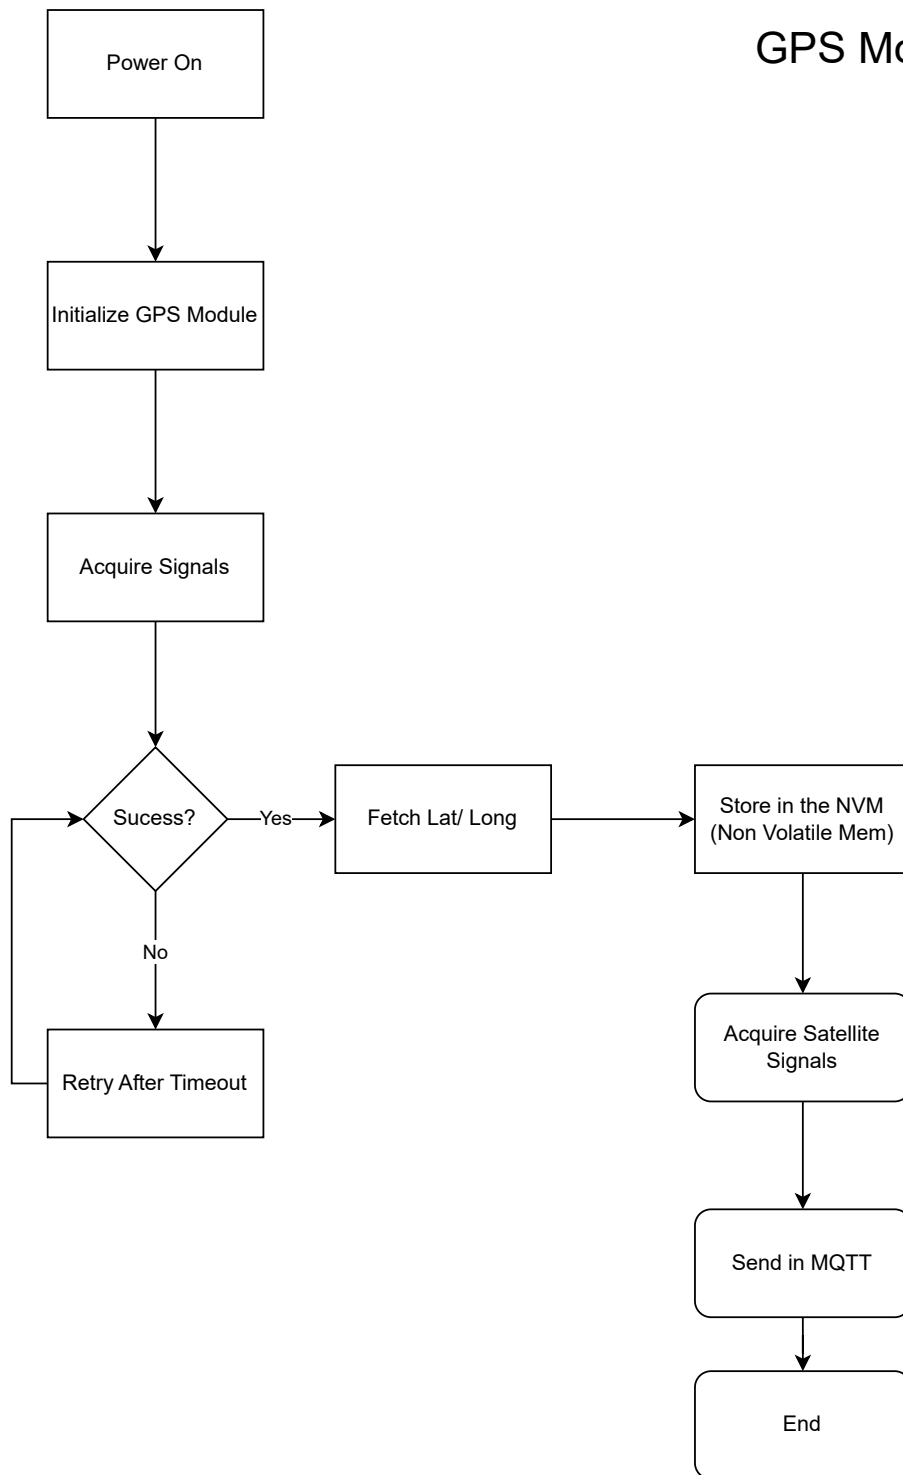 Power On
GPS Mo
Initialize GPS Module
Acquire Signals
Sucess?
Yes
Fetch Lat/ Long
Store in the NVM
(Non Volatile Mem)
No
Acquire Satellite
Signals
Retry After Timeout
Send in MQTT
End